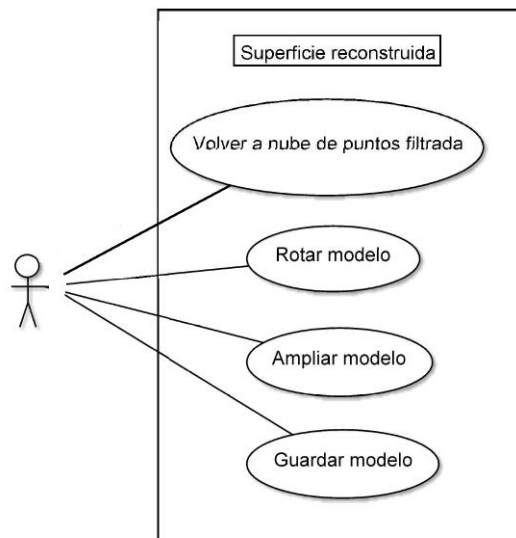 Superficie reconstruida
Volver a nube de puntos filtrada
Rotar modelo
Ampliar modelo
Guardar modelo